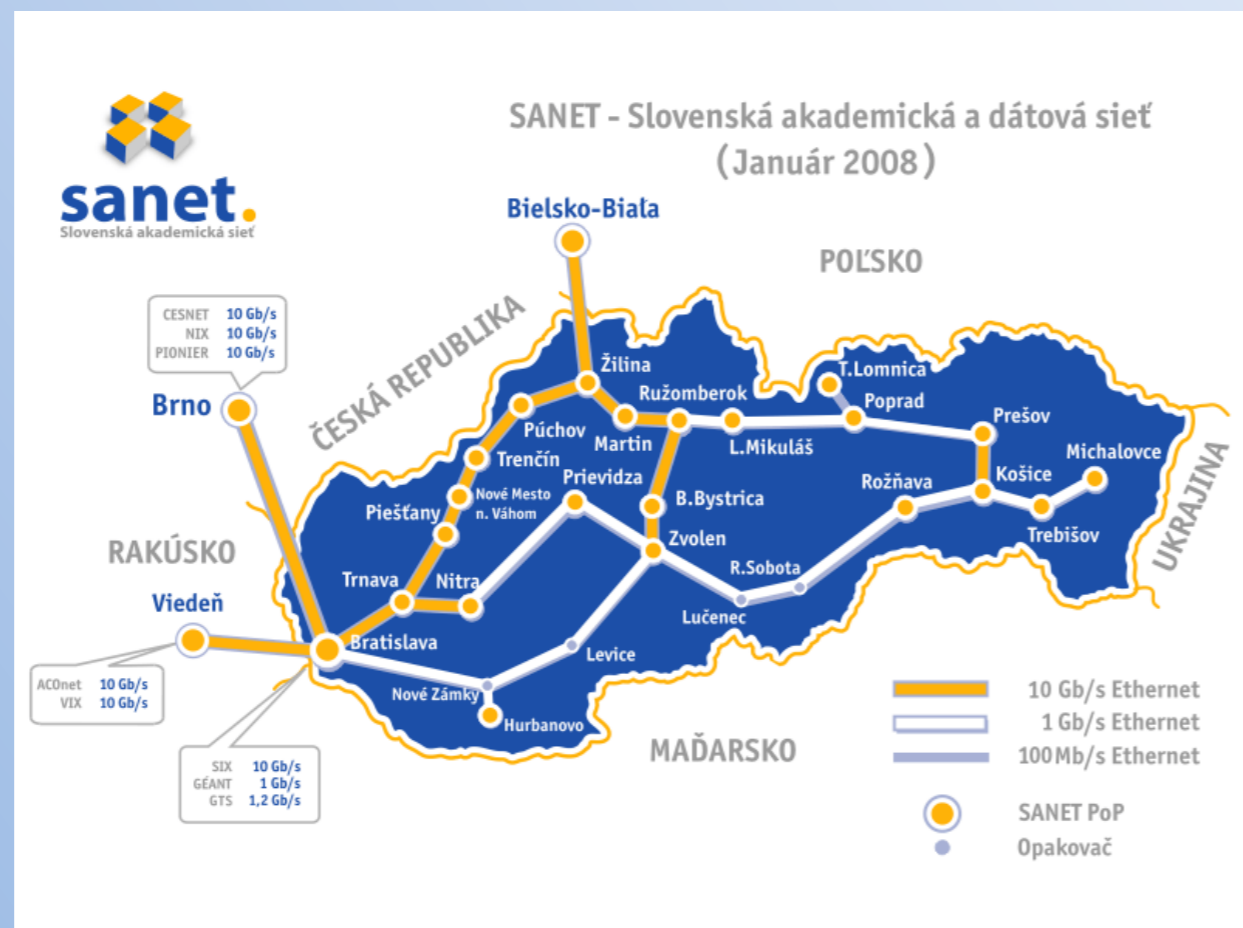 SANET - Slovenská akademická a dátová sieť
(Január 2008)
sanet.
Slovenská akademická sieť
Bielsko-Biała
POĽSKO
CESNET 10 Gb/s
NIX 10 Gb/s
PIONIER 10 Gb/s
ČESKÁ REPUBLIKA
Brno
Žilina
T.Lomnica
Ružomberok
Poprad
Púchov
Martin
L.Mikuláš
Prešov
Michalovce
Trenčín
Prievidza
Rožňava
Košice
Nové Mesto
n. Váhom
B.Bystrica
Piešťany
UKRAJINA
Trebišov
Zvolen
RAKÚSKO
R.Sobota
Trnava
Nitra
Viedeň
Lučenec
Bratislava
Levice
ACOnet 10 Gb/s
VIX 10 Gb/s
Nové Zámky
Hurbanovo
MAĎARSKO
SIX 10 Gb/s
GÉANT 1 Gb/s
GTS 1,2 Gb/s
10 Gb/s Ethernet
1 Gb/s Ethernet
100Mb/s Ethernet
SANET PoP
Opakovač